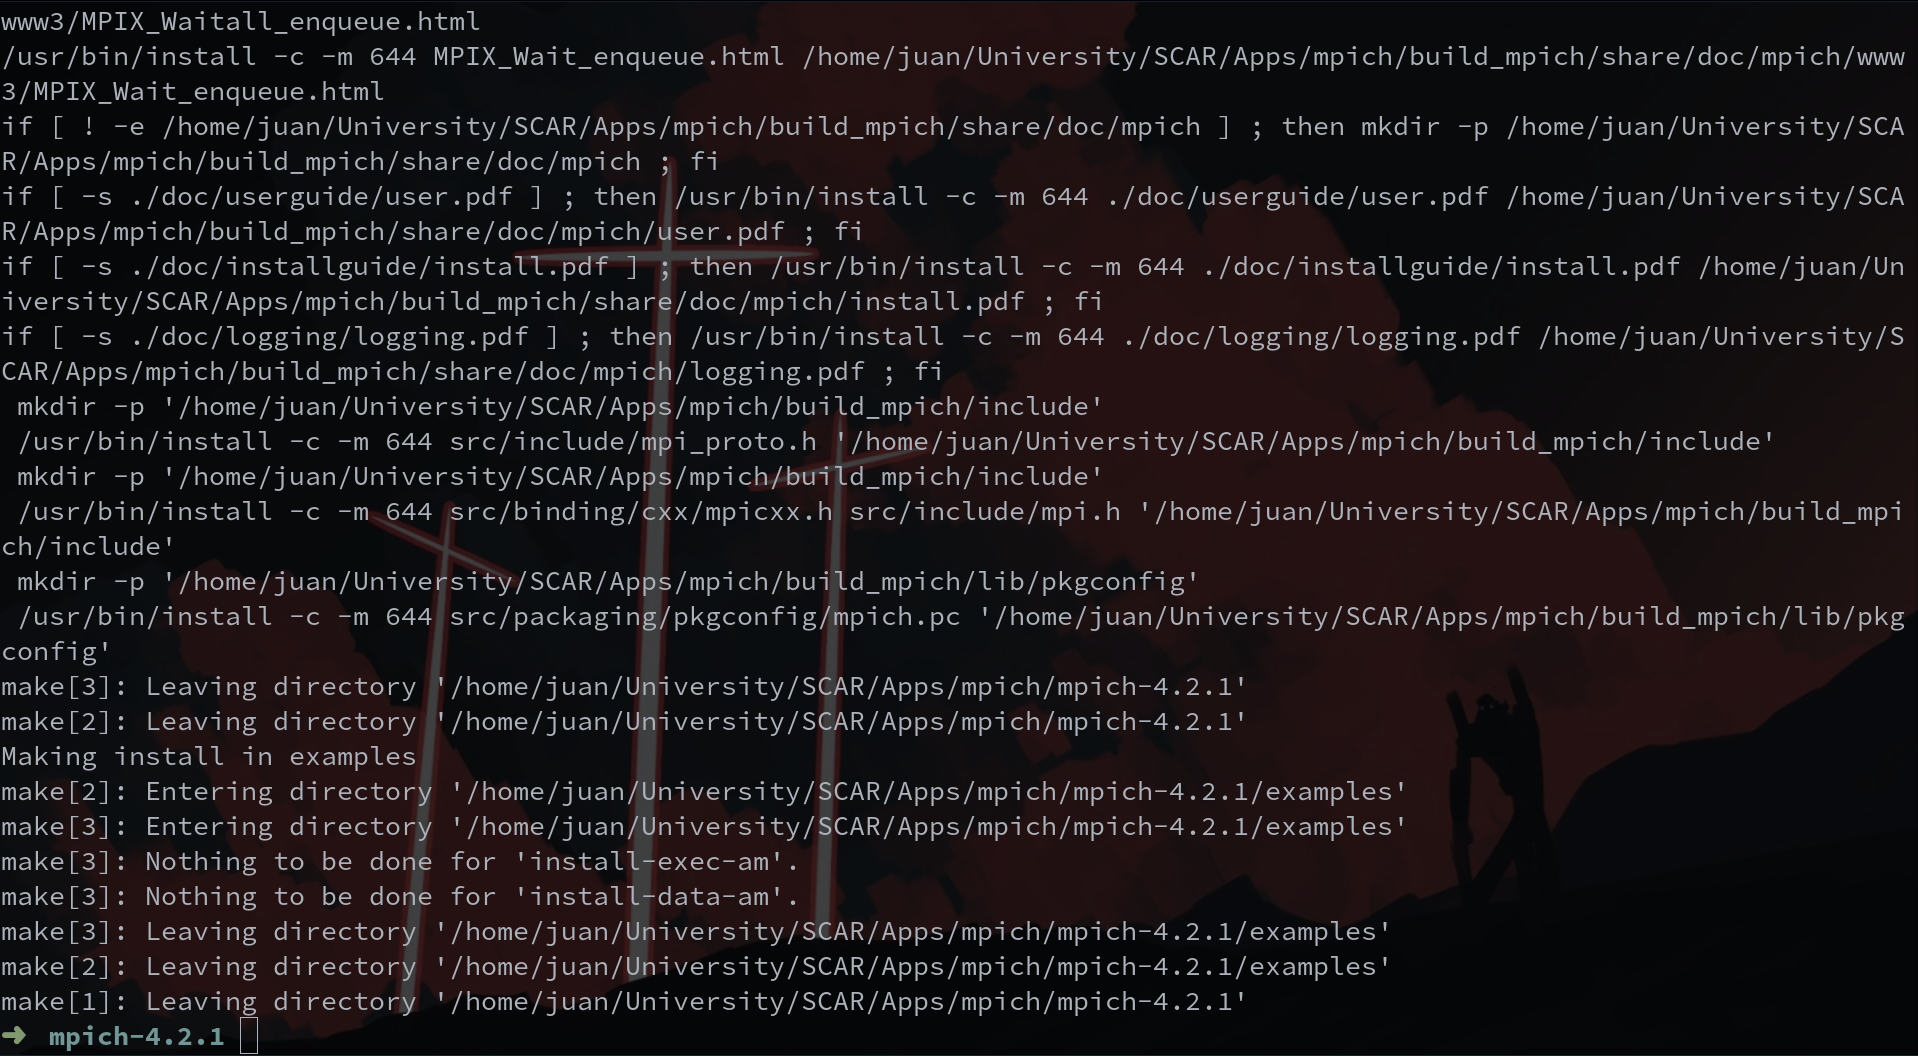 www3/MPIX_Waitall_enqueue.html
/usr/bin/install -c -m 644 MPIX_Wait_enqueue.html /home/juan/University/SCAR/Apps/mpich/build_mpich/share/doc/mpich/www
3/MPIX_Wait_enqueue.html
if [ ! -e /home/juan/University/SCAR/Apps/mpich/build_mpich/share/doc/mpich ] ; then mkdir -p /home/juan/University/SCA
R/Apps/mpich/build_mpich/share/doc/mpich ; fi
if [ -s ./doc/userguide/user.pdf ] ; then /usr/bin/install -c -m 644 ./doc/userguide/user.pdf /home/juan/University/SCA
R/Apps/mpich/build_mpich/share/doc/mpich/user.pdf ; fi
if [ -s ./doc/installguide/install.pdf ] ; then /usr/bin/install -c -m 644 ./doc/installguide/install.pdf /home/juan/Un
iversity/SCAR/Apps/mpich/build_mpich/share/doc/mpich/install.pdf ; fi
if [ -s ./doc/logging/logging.pdf ] ; then /usr/bin/install -c -m 644 ./doc/logging/logging.pdf /home/juan/University/S
CAR/Apps/mpich/build_mpich/share/doc/mpich/logging.pdf ; fi
 mkdir -p '/home/juan/University/SCAR/Apps/mpich/build_mpich/include'
 /usr/bin/install -c -m 644 src/include/mpi_proto.h '/home/juan/University/SCAR/Apps/mpich/build_mpich/include'
 mkdir -p '/home/juan/University/SCAR/Apps/mpich/build_mpich/include'
 /usr/bin/install -c -m 644 src/binding/cxx/mpicxx.h src/include/mpi.h '/home/juan/University/SCAR/Apps/mpich/build_mpi
ch/include'
 mkdir -p '/home/juan/University/SCAR/Apps/mpich/build_mpich/lib/pkgconfig'
 /usr/bin/install -c -m 644 src/packaging/pkgconfig/mpich.pc '/home/juan/University/SCAR/Apps/mpich/build_mpich/lib/pkg
config'
make[3]: Leaving directory '/home/juan/University/SCAR/Apps/mpich/mpich-4.2.1'
make[2]: Leaving directory '/home/juan/University/SCAR/Apps/mpich/mpich-4.2.1'
Making install in examples
make[2]: Entering directory '/home/juan/University/SCAR/Apps/mpich/mpich-4.2.1/examples'
make[3]: Entering directory '/home/juan/University/SCAR/Apps/mpich/mpich-4.2.1/examples'
make[3]: Nothing to be done for 'install-exec-am'.
make[3]: Nothing to be done for 'install-data-am'.
make[3]: Leaving directory '/home/juan/University/SCAR/Apps/mpich/mpich-4.2.1/examples'
make[2]: Leaving directory '/home/juan/University/SCAR/Apps/mpich/mpich-4.2.1/examples'
make[1]: Leaving directory '/home/juan/University/SCAR/Apps/mpich/mpich-4.2.1'
➜ mpich-4.2.1